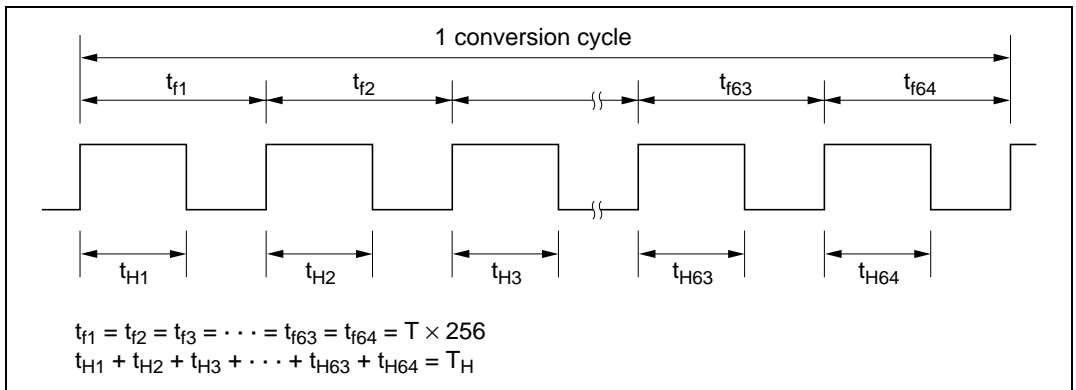 1 conversion cycle
tf1 tf2 tf63 tf64
tH1 tH2 tH3 tH63 tH64
tf1 = tf2 = tf3 = · · · = tf63 = tf64 = T × 256
tH1 + tH2 + tH3 + · · · + tH63 + tH64 = TH